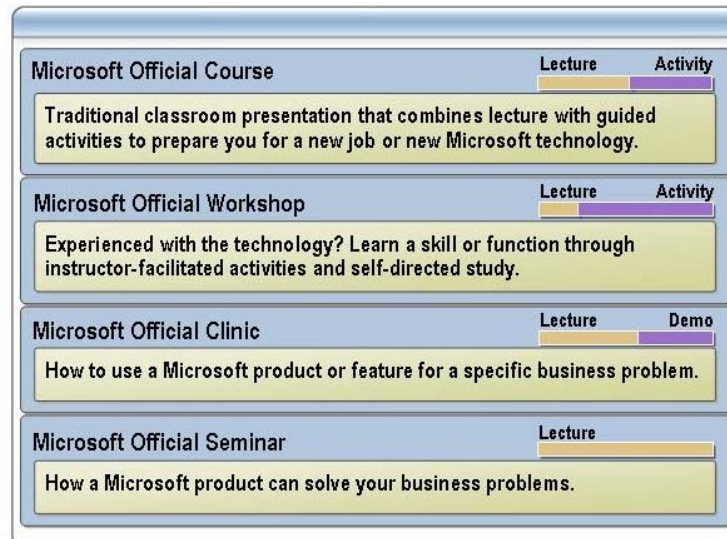 Microsoft Official Course
Lecture Activity
Traditional classroom presentation that combines lecture with guided
activities to prepare you for a new job or new Microsoft technology.
Microsoft Official Workshop
Lecture Activity
Experienced with the technology? Learn a skill or function through
instructor-facilitated activities and self-directed study.
Microsoft Official Clinic
Lecture Demo
How to use a Microsoft product or feature for a specific business problem.
Microsoft Official Seminar
Lecture
How a Microsoft product can solve your business problems.